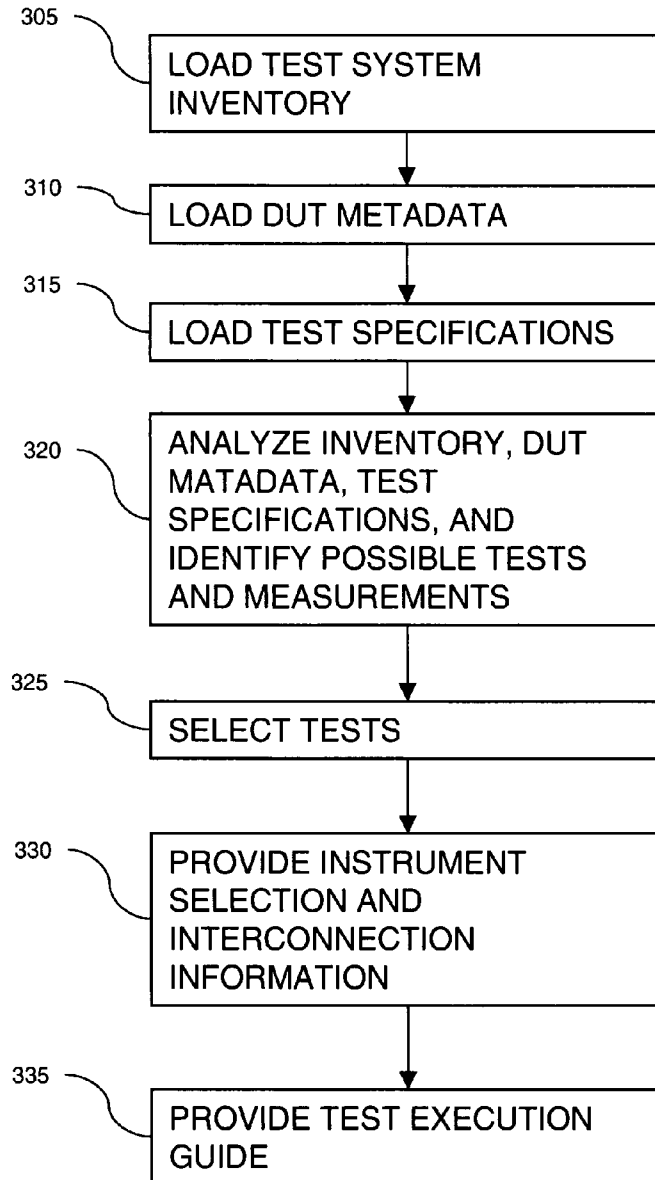 305
LOAD TEST SYSTEM
INVENTORY
310
LOAD DUT METADATA
315
LOAD TEST SPECIFICATIONS
320
ANALYZE INVENTORY, DUT
MATADATA, TEST
SPECIFICATIONS, AND
IDENTIFY POSSIBLE TESTS
AND MEASUREMENTS
325
SELECT TESTS
330
PROVIDE INSTRUMENT
SELECTION AND
INTERCONNECTION
INFORMATION
335
PROVIDE TEST EXECUTION
GUIDE